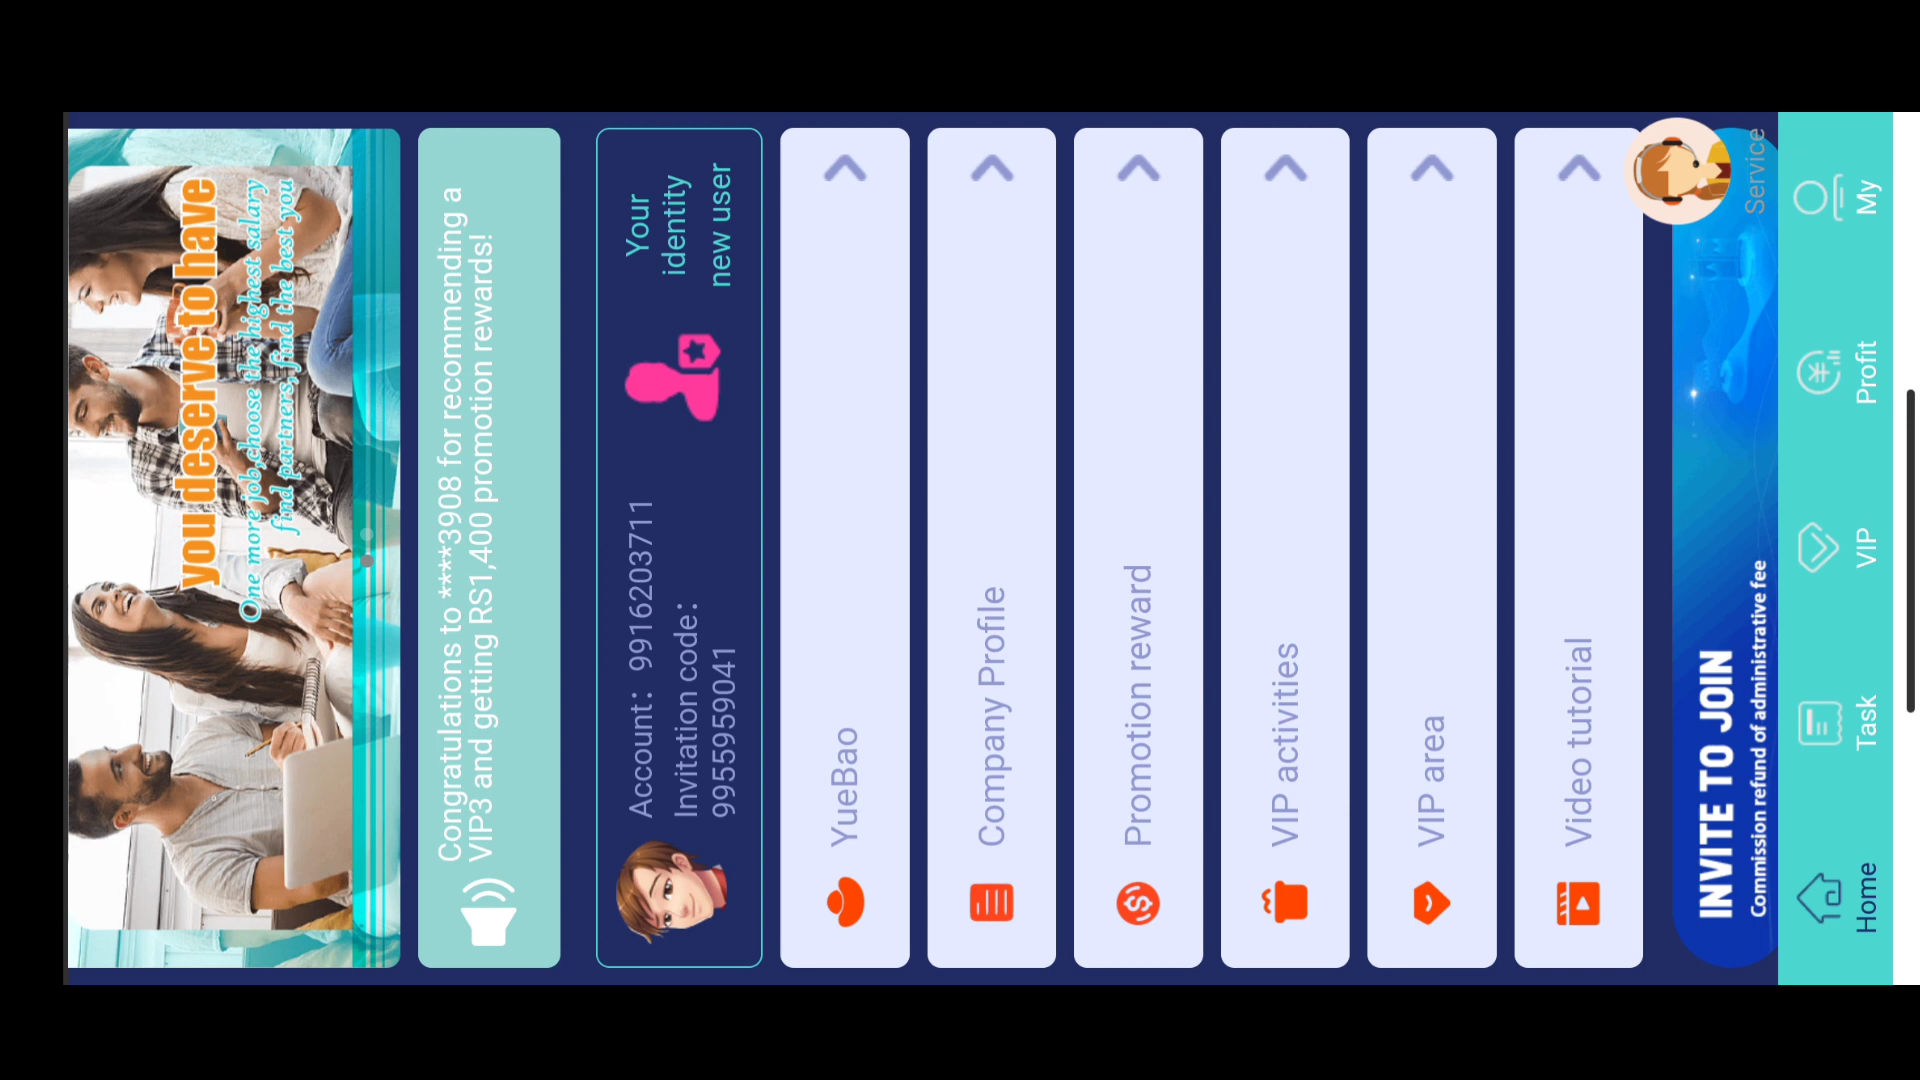 you deserve to have
One more job,choose the highest salary
find partners, find the best you
Congratulations to ****3908 for recommending a
VIP3 and getting RS1,400 promotion rewards!
Account: 9916203711
Invitation code:
9955959041
Your
identity
new user
YueBao
Company Profile
Promotion reward
VIP activities
VIP area
Video tutorial
Service
INVITE TO JOIN
Commission refund of administrative fee
Home
Task
VIP
Profit
My